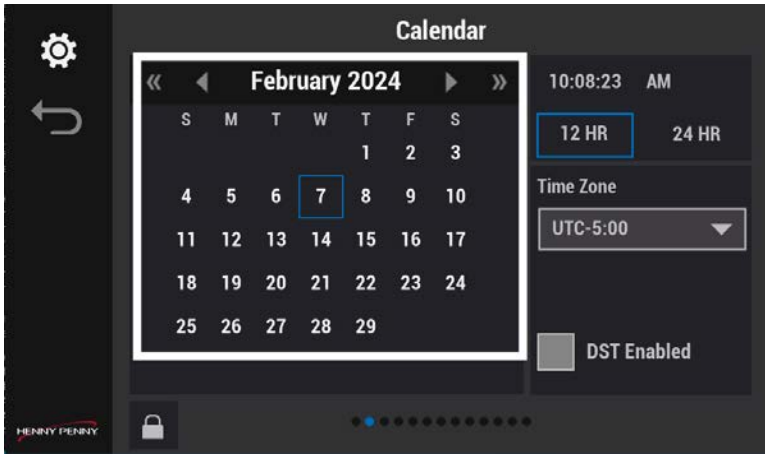 Calendar
« February 2024 »
S M T W T F S
1 2 3
4 5 6 7 8 9 10
11 12 13 14 15 16 17
18 19 20 21 22 23 24
25 26 27 28 29
10:08:23 AM
12 HR 24 HR
Time Zone
UTC-5:00
DST Enabled
HENNY PENNY